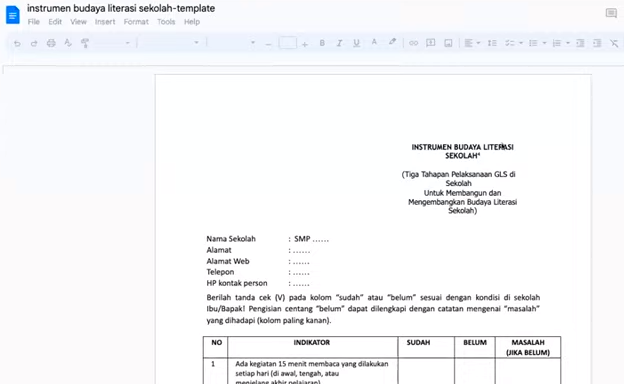 instrumen budaya literasi sekolah-template
File Edit View Insert Format Tools Help
INSTRUMEN BUDAYA LITERASI
SEKOLAH
(Tiga Tahapan Pelaksanaan GLS di
Sekolah
Untuk Membangun dan
Mengembangkan Budaya Literasi
Sekolah)
Nama Sekolah : SMP ......
Alamat : ......
Alamat Web : ......
Telepon : ......
HP kontak person : ......
Berilah tanda cek (V) pada kolom "sudah" atau "belum" sesuai dengan kondisi di sekolah
Ibu/Bapak! Pengisian centang "belum" dapat dilengkapi dengan catatan mengenai "masalah"
yang dihadapi (kolom paling kanan).
NO INDIKATOR SUDAH BELUM MASALAH
(JIKA BELUM)
1 Ada kegiatan 15 menit membaca yang dilakukan
setiap hari (di awal, tengah, atau
menjelang akhir pelajaran)